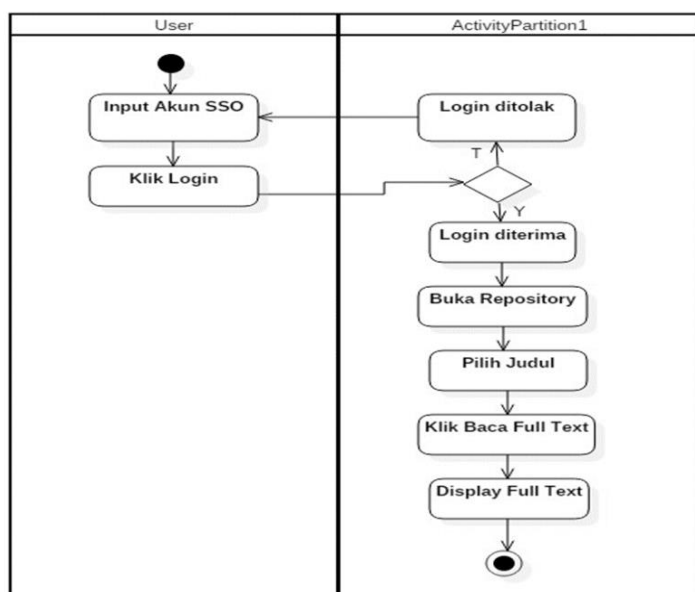 User
ActivityPartition1
Input Akun SSO
Login ditolak
T
Klik Login
Y
Login diterima
Buka Repository
Pilih Judul
Klik Baca Full Text
Display Full Text